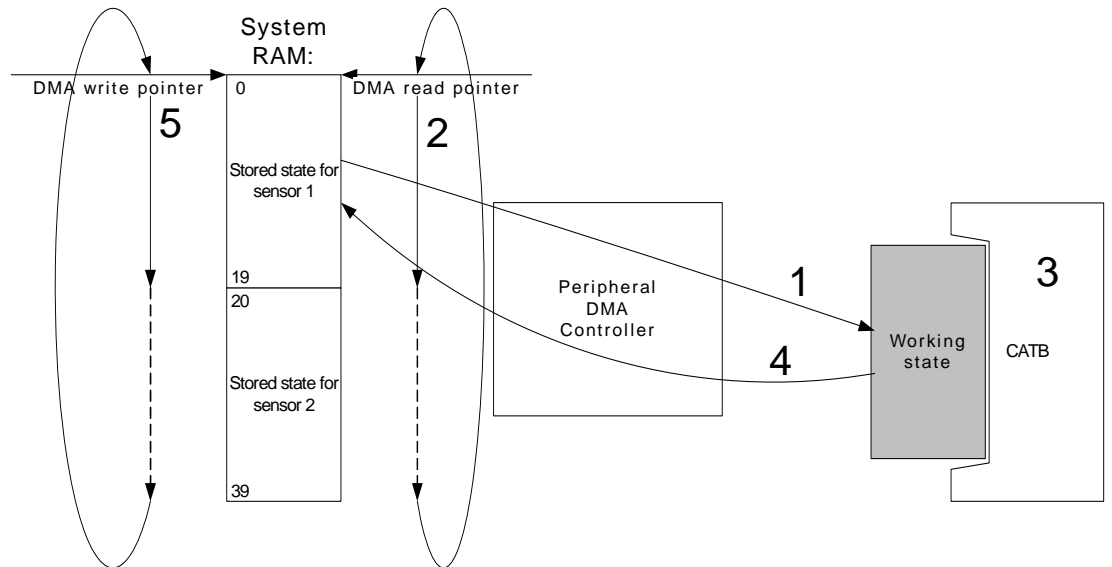 System
RAM:
DMA write pointer
0
DMA read pointer
5
2
Stored state for
sensor 1
19
20
Stored state for
sensor 2
39
Peripheral
DMA
Controller
1
4
Working
state
3
CATB